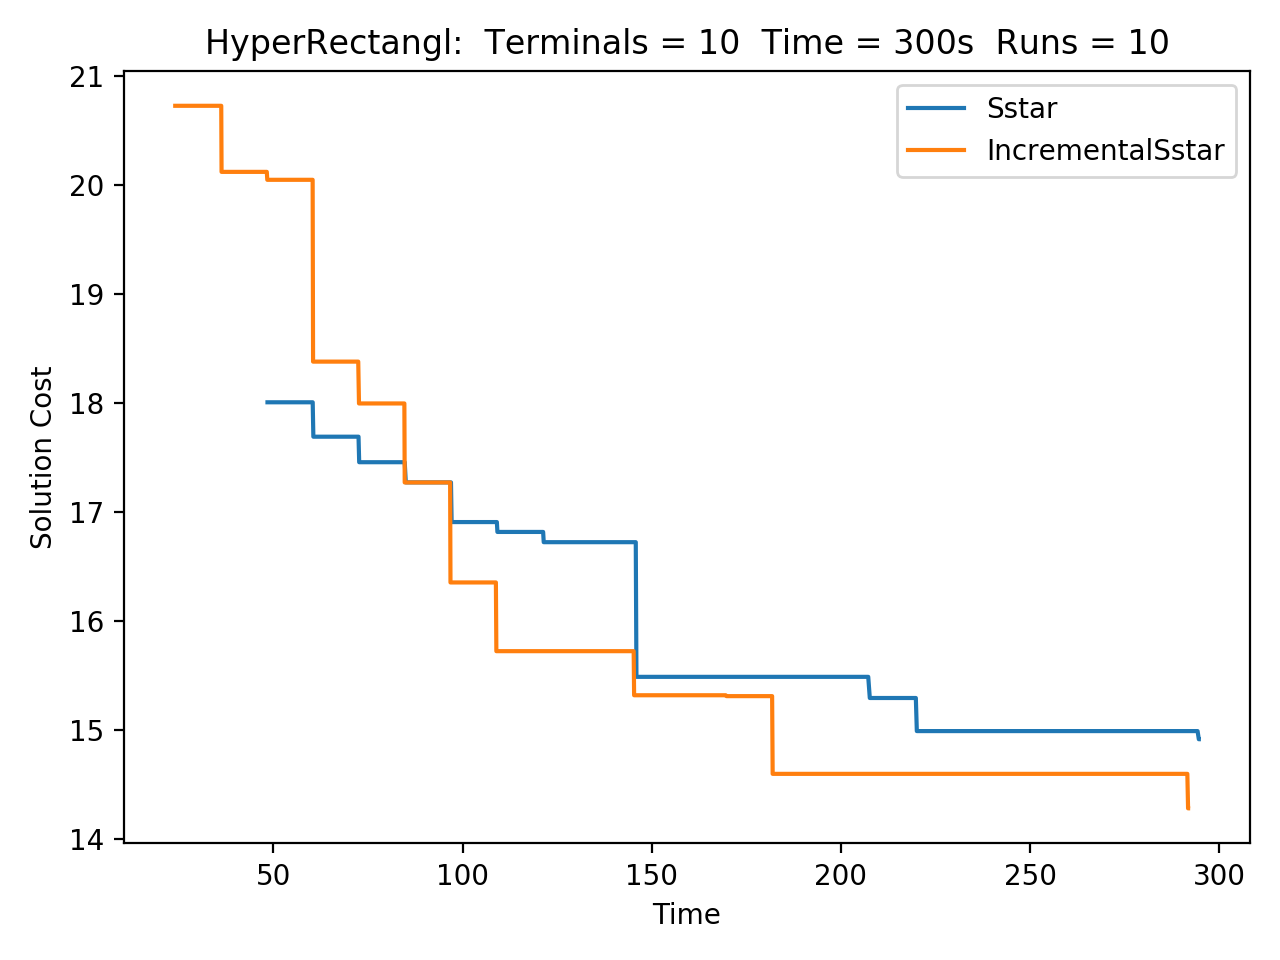 HyperRectangl:  Terminals = 10  Time = 300s  Runs = 10
Sstar
IncrementalSstar
Solution Cost
21
20
19
18
17
16
15
14
50
100
150
200
250
300
Time